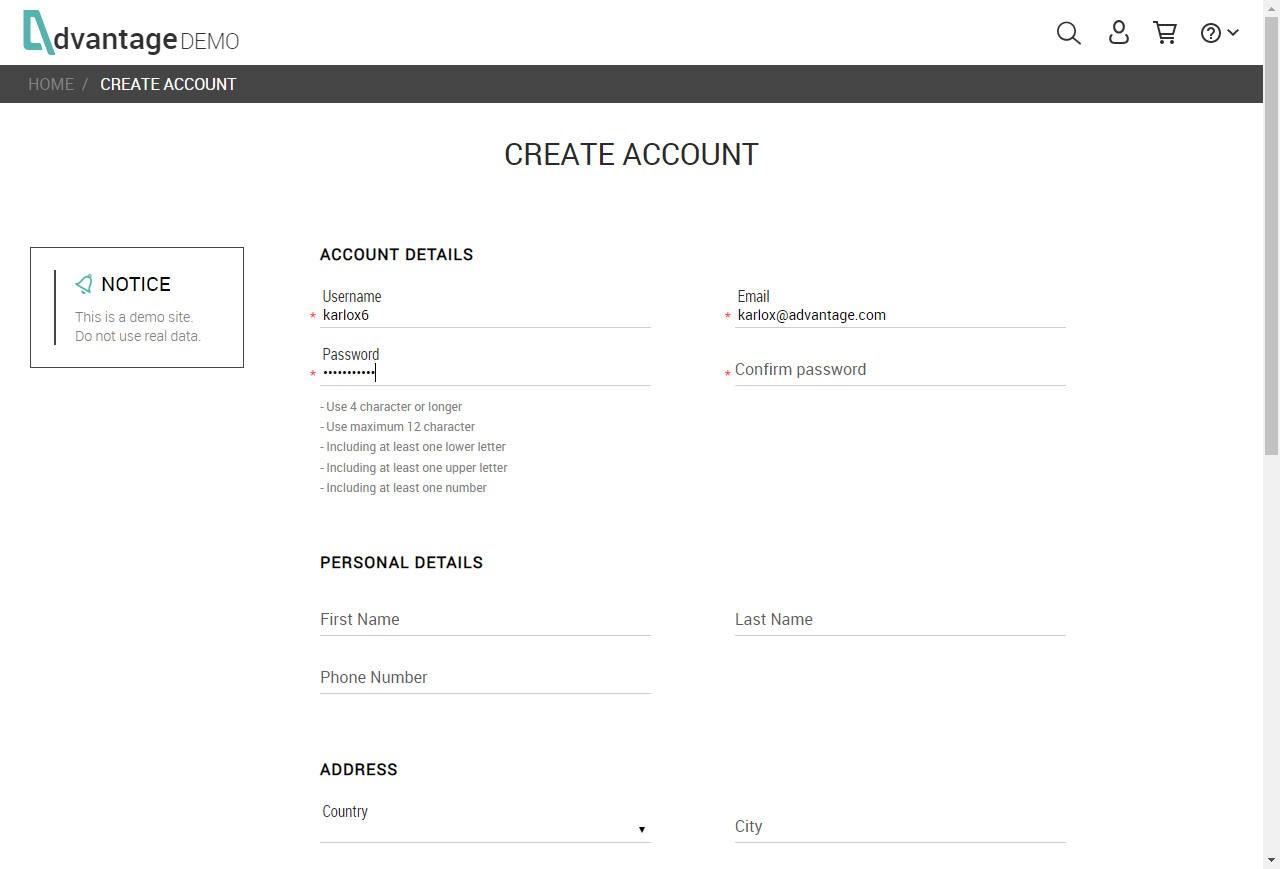 dvantage DEMO
HOME / CREATE ACCOUNT
CREATE ACCOUNT
NOTICE
This is a demo site.
Do not use real data.
ACCOUNT DETAILS
Username
* karlox6
Email
* karlox@advantage.com
Password
* •••••••••••
* Confirm password
- Use 4 character or longer
- Use maximum 12 character
- Including at least one lower letter
- Including at least one upper letter
- Including at least one number
PERSONAL DETAILS
First Name
Last Name
Phone Number
ADDRESS
Country
City